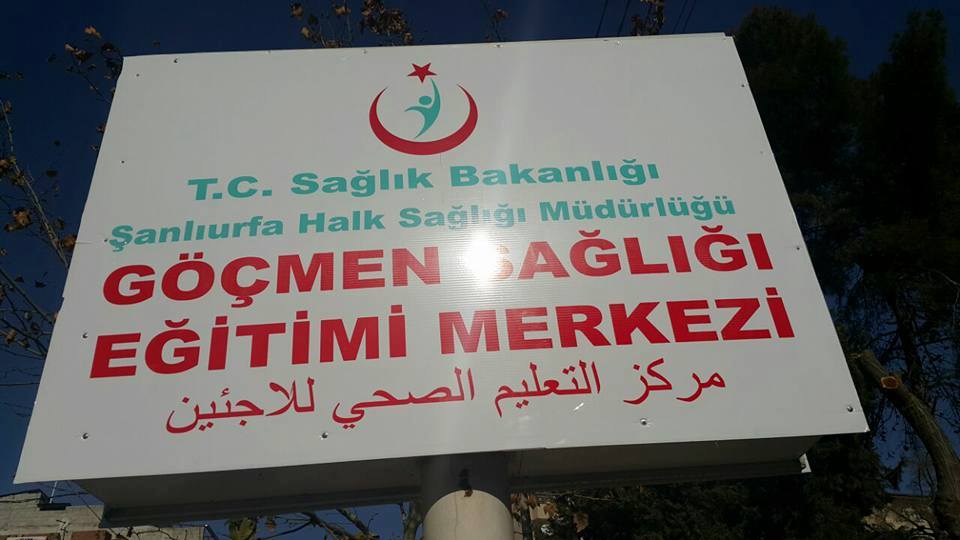 T.C. Sağlık Bakanlığı
Şanlıurfa Halk Sağlığı Müdürlüğü
GÖÇMEN SAĞLIĞI
EĞİTİMİ MERKEZİ
مركز التعليم الصحي للاجئين